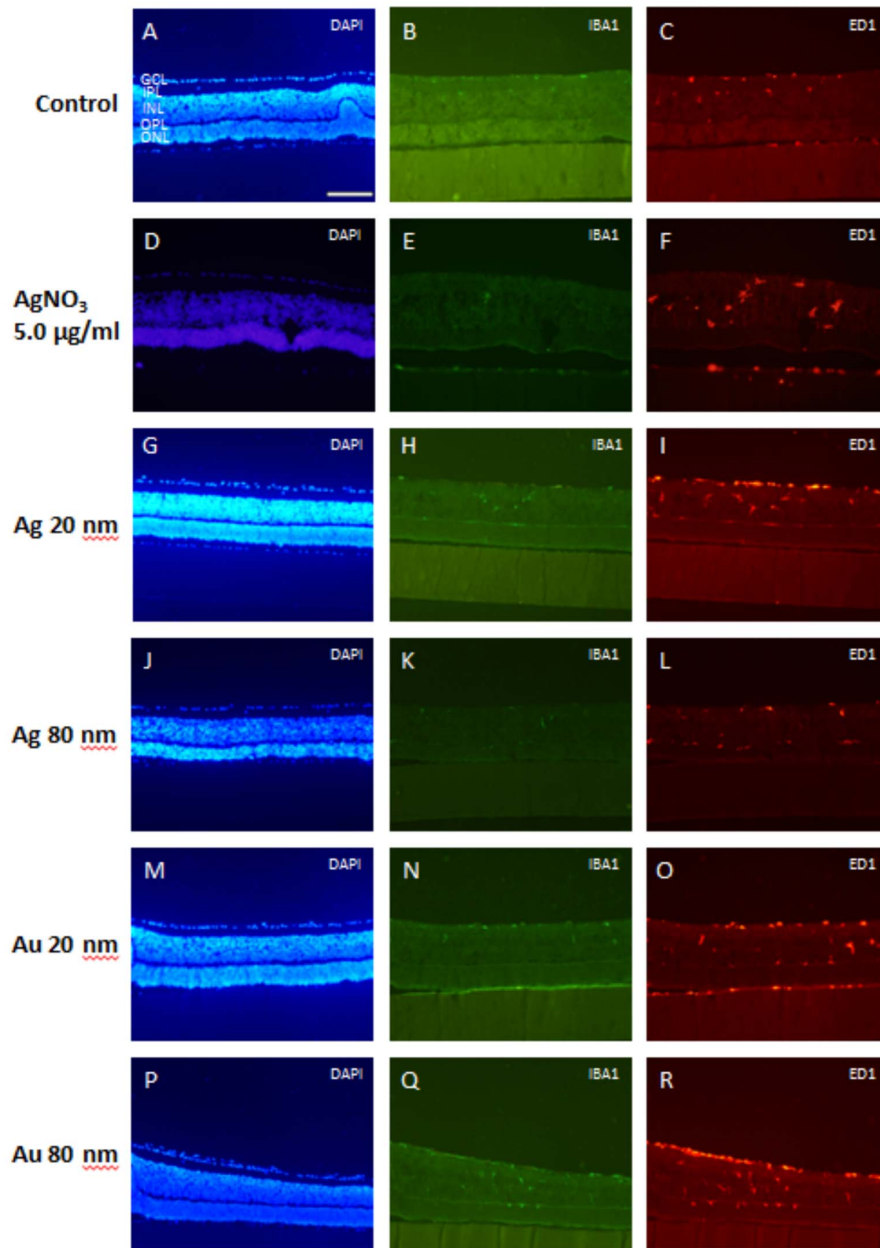 A DAPI B IBA1 C ED1
GCL
IPL
INL
OPL
ONL
Control
D DAPI E IBA1 F ED1
AgNO₃
5.0 µg/ml
G DAPI H IBA1 I ED1
Ag 20 nm
J DAPI K IBA1 L ED1
Ag 80 nm
M DAPI N IBA1 O ED1
Au 20 nm
P DAPI Q IBA1 R ED1
Au 80 nm